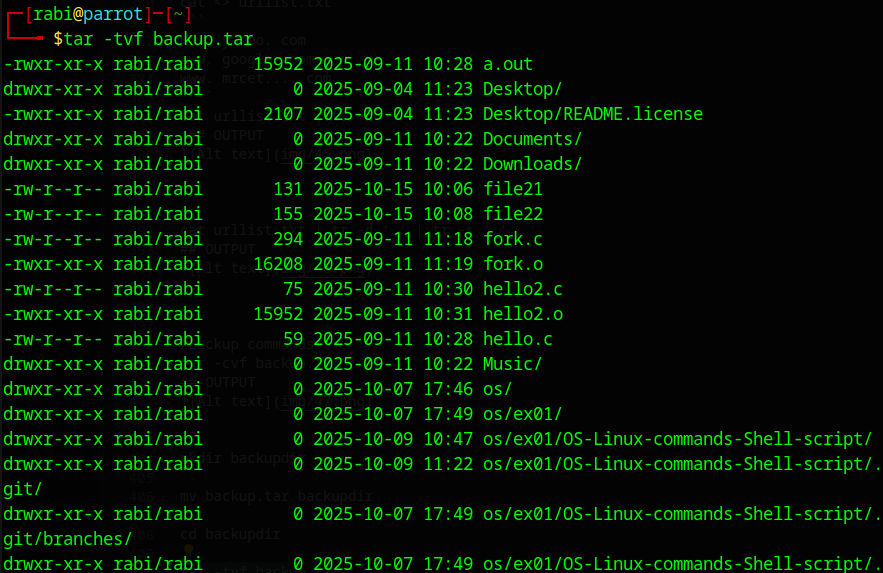 ┌─[rabi@parrot]─[~]
└──╼ $tar -tvf backup.tar
-rwxr-xr-x rabi/rabi     15952 2025-09-11 10:28 a.out
drwxr-xr-x rabi/rabi         0 2025-09-04 11:23 Desktop/
-rwxr-xr-x rabi/rabi      2107 2025-09-04 11:23 Desktop/README.license
drwxr-xr-x rabi/rabi         0 2025-09-11 10:22 Documents/
drwxr-xr-x rabi/rabi         0 2025-09-11 10:22 Downloads/
-rw-r--r-- rabi/rabi       131 2025-10-15 10:06 file21
-rw-r--r-- rabi/rabi       155 2025-10-15 10:08 file22
-rw-r--r-- rabi/rabi       294 2025-09-11 11:18 fork.c
-rwxr-xr-x rabi/rabi     16208 2025-09-11 11:19 fork.o
-rw-r--r-- rabi/rabi        75 2025-09-11 10:30 hello2.c
-rwxr-xr-x rabi/rabi     15952 2025-09-11 10:31 hello2.o
-rw-r--r-- rabi/rabi        59 2025-09-11 10:28 hello.c
drwxr-xr-x rabi/rabi         0 2025-09-11 10:22 Music/
drwxr-xr-x rabi/rabi         0 2025-10-07 17:46 os/
drwxr-xr-x rabi/rabi         0 2025-10-07 17:49 os/ex01/
drwxr-xr-x rabi/rabi         0 2025-10-09 10:47 os/ex01/OS-Linux-commands-Shell-script/
drwxr-xr-x rabi/rabi         0 2025-10-09 11:22 os/ex01/OS-Linux-commands-Shell-script/.
git/
drwxr-xr-x rabi/rabi         0 2025-10-07 17:49 os/ex01/OS-Linux-commands-Shell-script/.
git/branches/
drwxr-xr-x rabi/rabi         0 2025-10-07 17:49 os/ex01/OS-Linux-commands-Shell-script/.